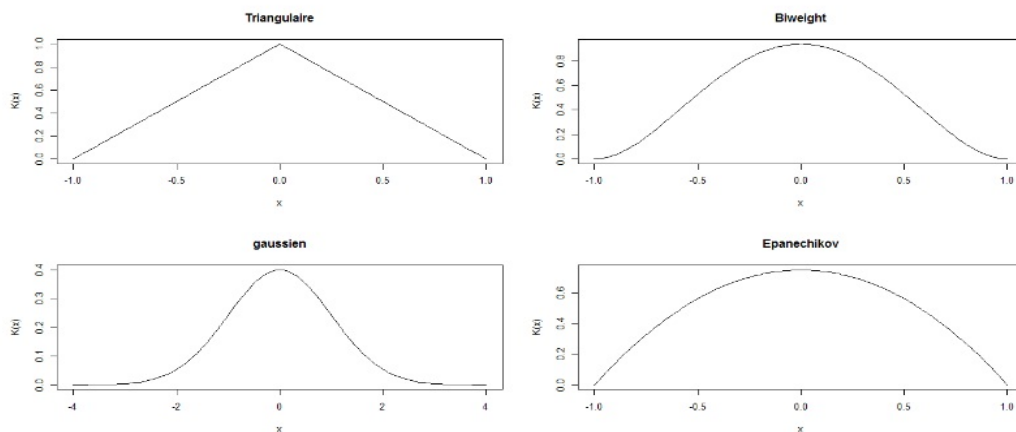 Triangulaire
K(x)
0.0 0.2 0.4 0.6 0.8 1.0
-1.0 -0.5 0.0 0.5 1.0
x
Biweight
K(x)
0.0 0.2 0.4 0.6 0.8
-1.0 -0.5 0.0 0.5 1.0
x
gaussien
K(x)
0.0 0.1 0.2 0.3 0.4
-4 -2 0 2 4
x
Epanechikov
K(x)
0.0 0.2 0.4 0.6
-1.0 -0.5 0.0 0.5 1.0
x